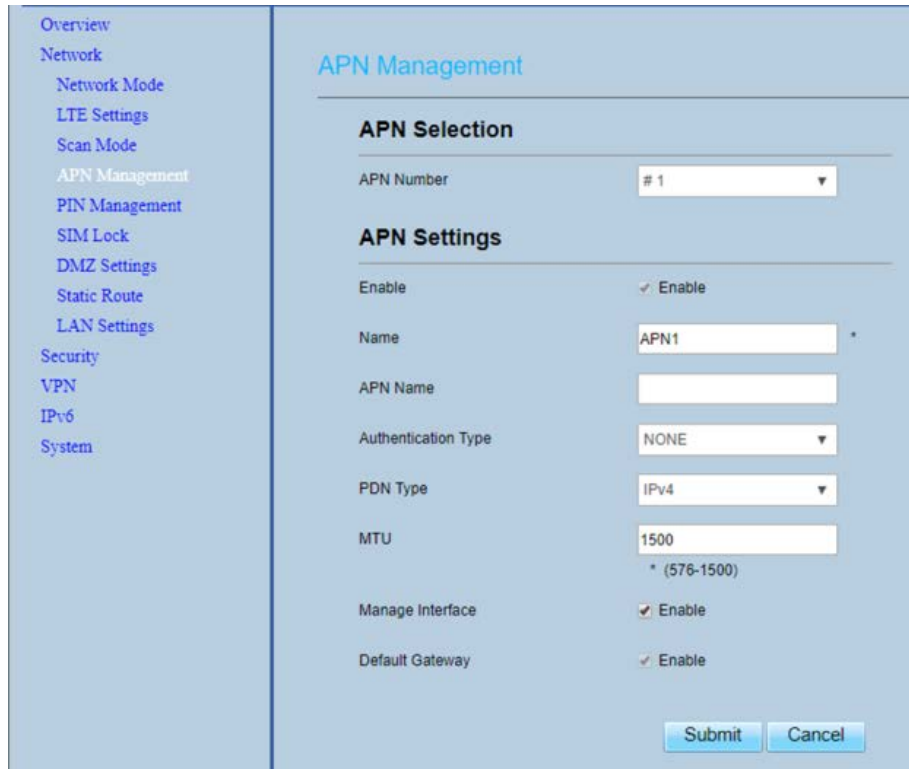 Overview
Network
Network Mode
LTE Settings
Scan Mode
APN Management
PIN Management
SIM Lock
DMZ Settings
Static Route
LAN Settings
Security
VPN
IPv6
System
APN Management
APN Selection
APN Number # 1
APN Settings
Enable Enable
Name APN1 *
APN Name
Authentication Type NONE
PDN Type IPv4
MTU 1500
* (576-1500)
Manage Interface Enable
Default Gateway Enable
Submit Cancel